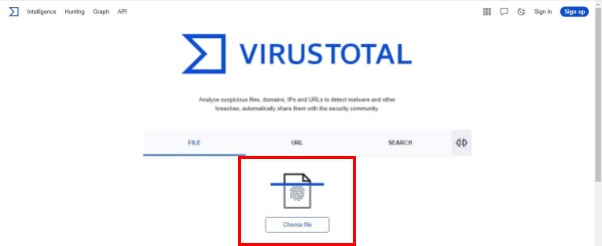 Intelligence Hunting Graph API Sign in Sign up
VIRUSTOTAL
Analyse suspicious files, domains, IPs and URLs to detect malware and other
breaches, automatically share them with the security community.
FILE URL SEARCH
Choose file